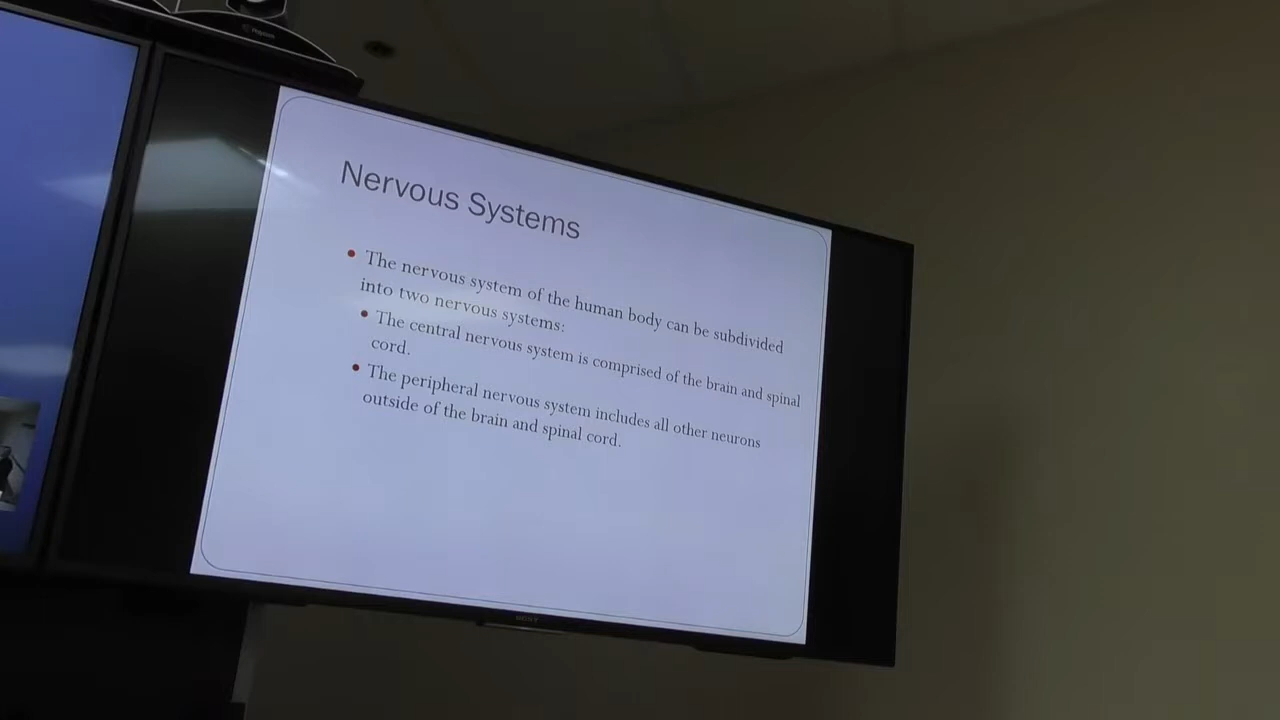 Nervous Systems
The nervous system of the human body can be subdivided
into two nervous systems:
The central nervous system is comprised of the brain and spinal
cord.
The peripheral nervous system includes all other neurons
outside of the brain and spinal cord.
SONY